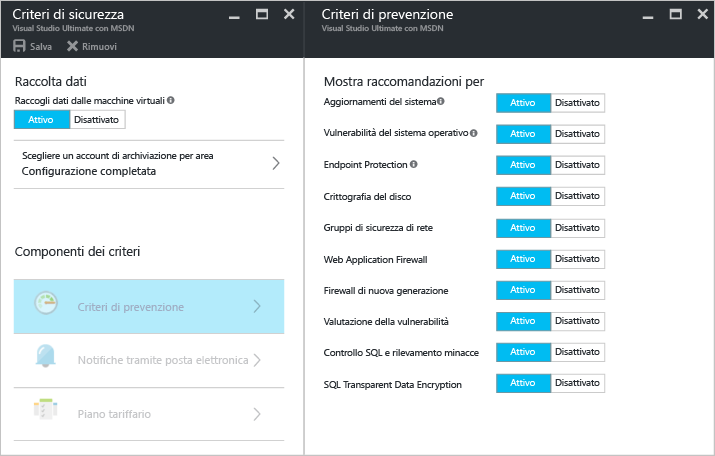 Criteri di sicurezza
Visual Studio Ultimate con MSDN
Salva Rimuovi
Raccolta dati
Raccogli dati dalle macchine virtuali
Attivo Disattivato
Scegliere un account di archiviazione per area
Configurazione completata
Componenti dei criteri
Criteri di prevenzione
Notifiche tramite posta elettronica
Piano tariffario
Criteri di prevenzione
Visual Studio Ultimate con MSDN
Mostra raccomandazioni per
Aggiornamenti del sistema Attivo Disattivato
Vulnerabilità del sistema operativo Attivo Disattivato
Endpoint Protection Attivo Disattivato
Crittografia del disco Attivo Disattivato
Gruppi di sicurezza di rete Attivo Disattivato
Web Application Firewall Attivo Disattivato
Firewall di nuova generazione Attivo Disattivato
Valutazione della vulnerabilità Attivo Disattivato
Controllo SQL e rilevamento minacce Attivo Disattivato
SQL Transparent Data Encryption Attivo Disattivato